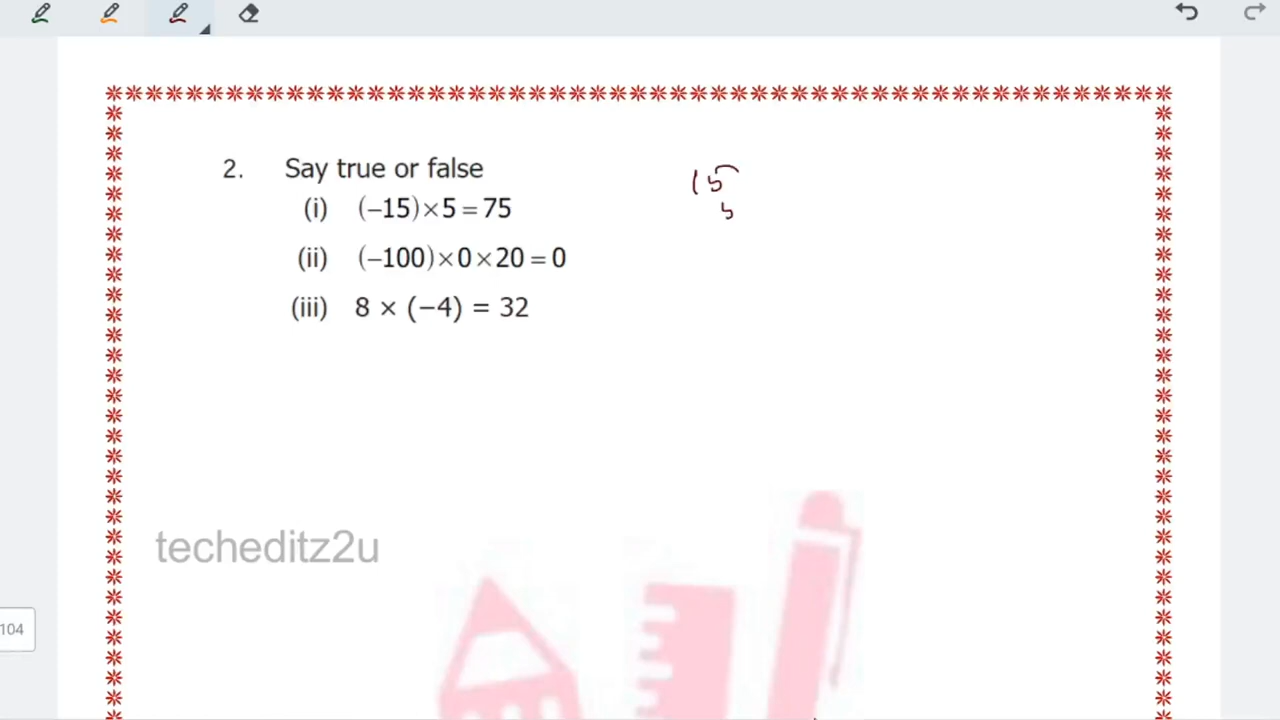 2. Say true or false
(i) (–15)×5=75
(ii) (–100)×0×20=0
(iii) 8 × (−4) = 32
15
5
techeditz2u
104